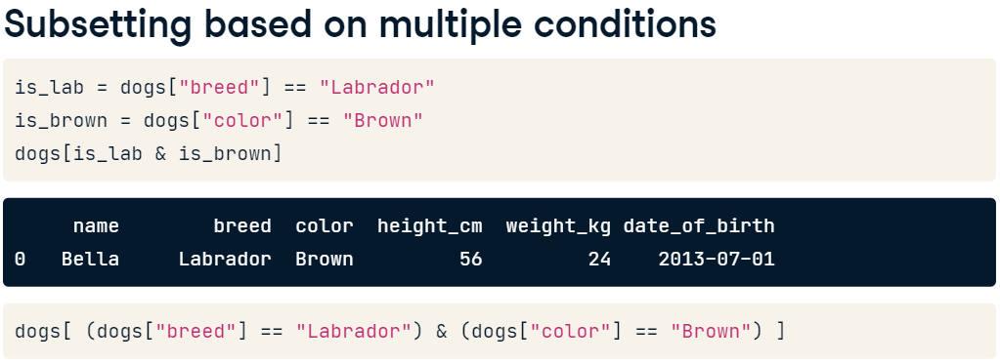 Subsetting based on multiple conditions
is_lab = dogs["breed"] == "Labrador"
is_brown = dogs["color"] == "Brown"
dogs[is_lab & is_brown]
name breed color height_cm weight_kg date_of_birth
0 Bella Labrador Brown 56 24 2013-07-01
dogs[ (dogs["breed"] == "Labrador") & (dogs["color"] == "Brown") ]